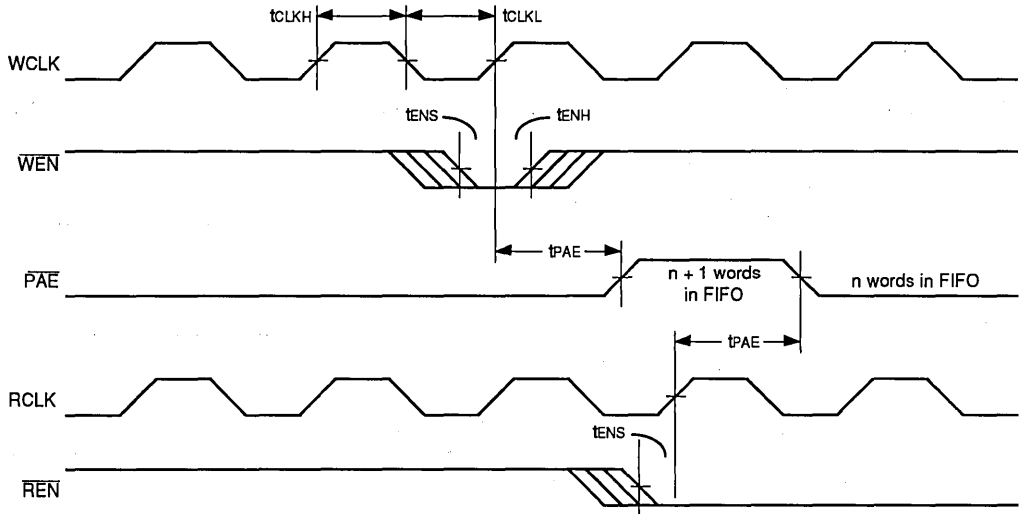 tCLKH
tCLKL
WCLK
tENS
tENH
WEN
tPAE
PAE
n + 1 words
in FIFO
n words in FIFO
tPAE
RCLK
tENS
REN